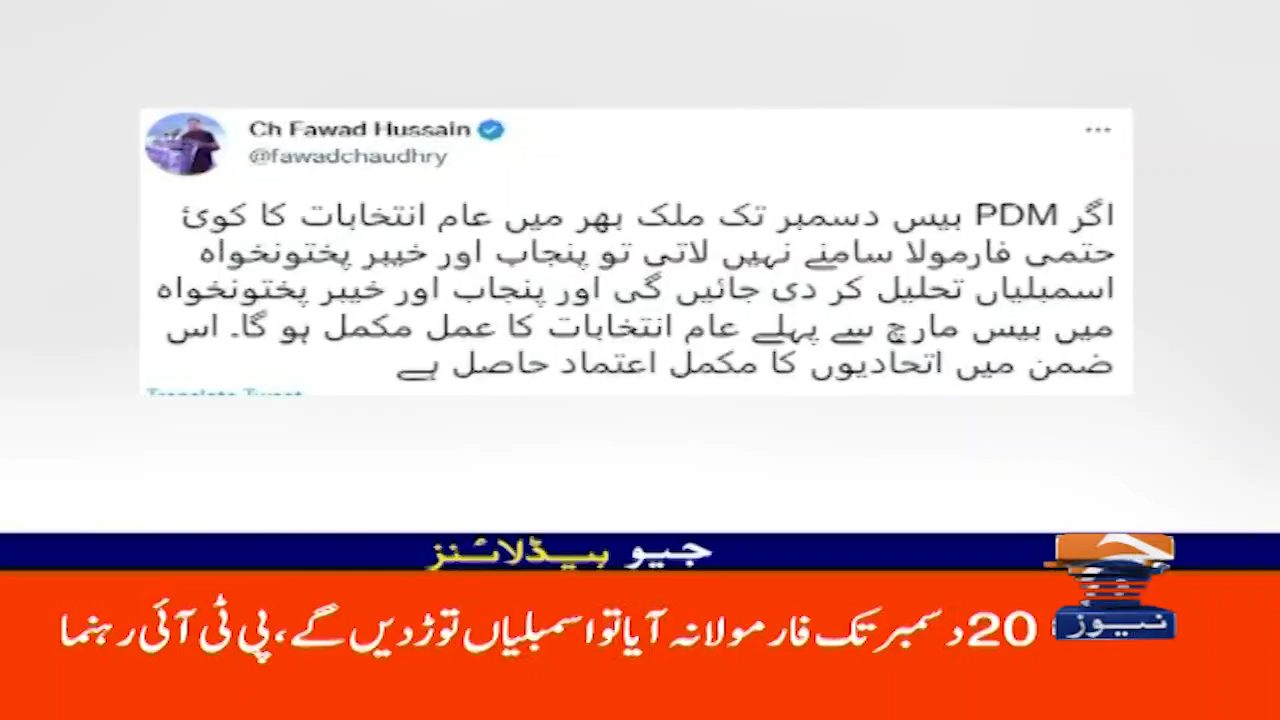 Ch Fawad Hussain
@fawadchaudhry
اگر PDM بیس دسمبر تک ملک بھر میں عام انتخابات کا کوئ
حتمی فارمولا سامنے نہیں لاتی تو پنجاب اور خیبر پختونخواہ
اسمبلیاں تحلیل کر دی جائیں گی اور پنجاب اور خیبر پختونخواہ
میں بیس مارچ سے پہلے عام انتخابات کا عمل مکمل ہو گا۔ اس
ضمن میں اتحادیوں کا مکمل اعتماد حاصل ہے
Translate Tweet
جیو ہیڈلائنز
20 دسمبر تک فارمولا نہ آیا تو اسمبلیاں توڑ دیں گے، پی ٹی آئی رہنما
نیوز